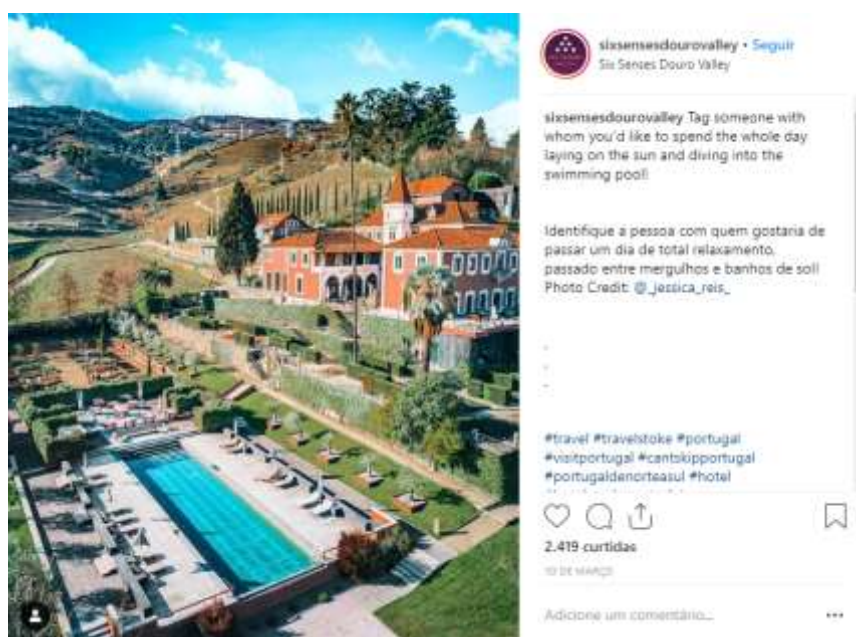 sixsensesdourovalley • Seguir
Six Senses Douro Valley
sixsensesdourovalley Tag someone with
whom you'd like to spend the whole day
laying on the sun and diving into the
swimming pool!
Identifique a pessoa com quem gostaria de
passar um dia de total relaxamento,
passado entre mergulhos e banhos de sol!
Photo Credit: @_jessica_reis_
.
.
.
#travel #travelstoke #portugal
#visitportugal #cantskipportugal
#portugaldenorteasul #hotel
2.419 curtidas
DE MARÇO
Adicione um comentário...